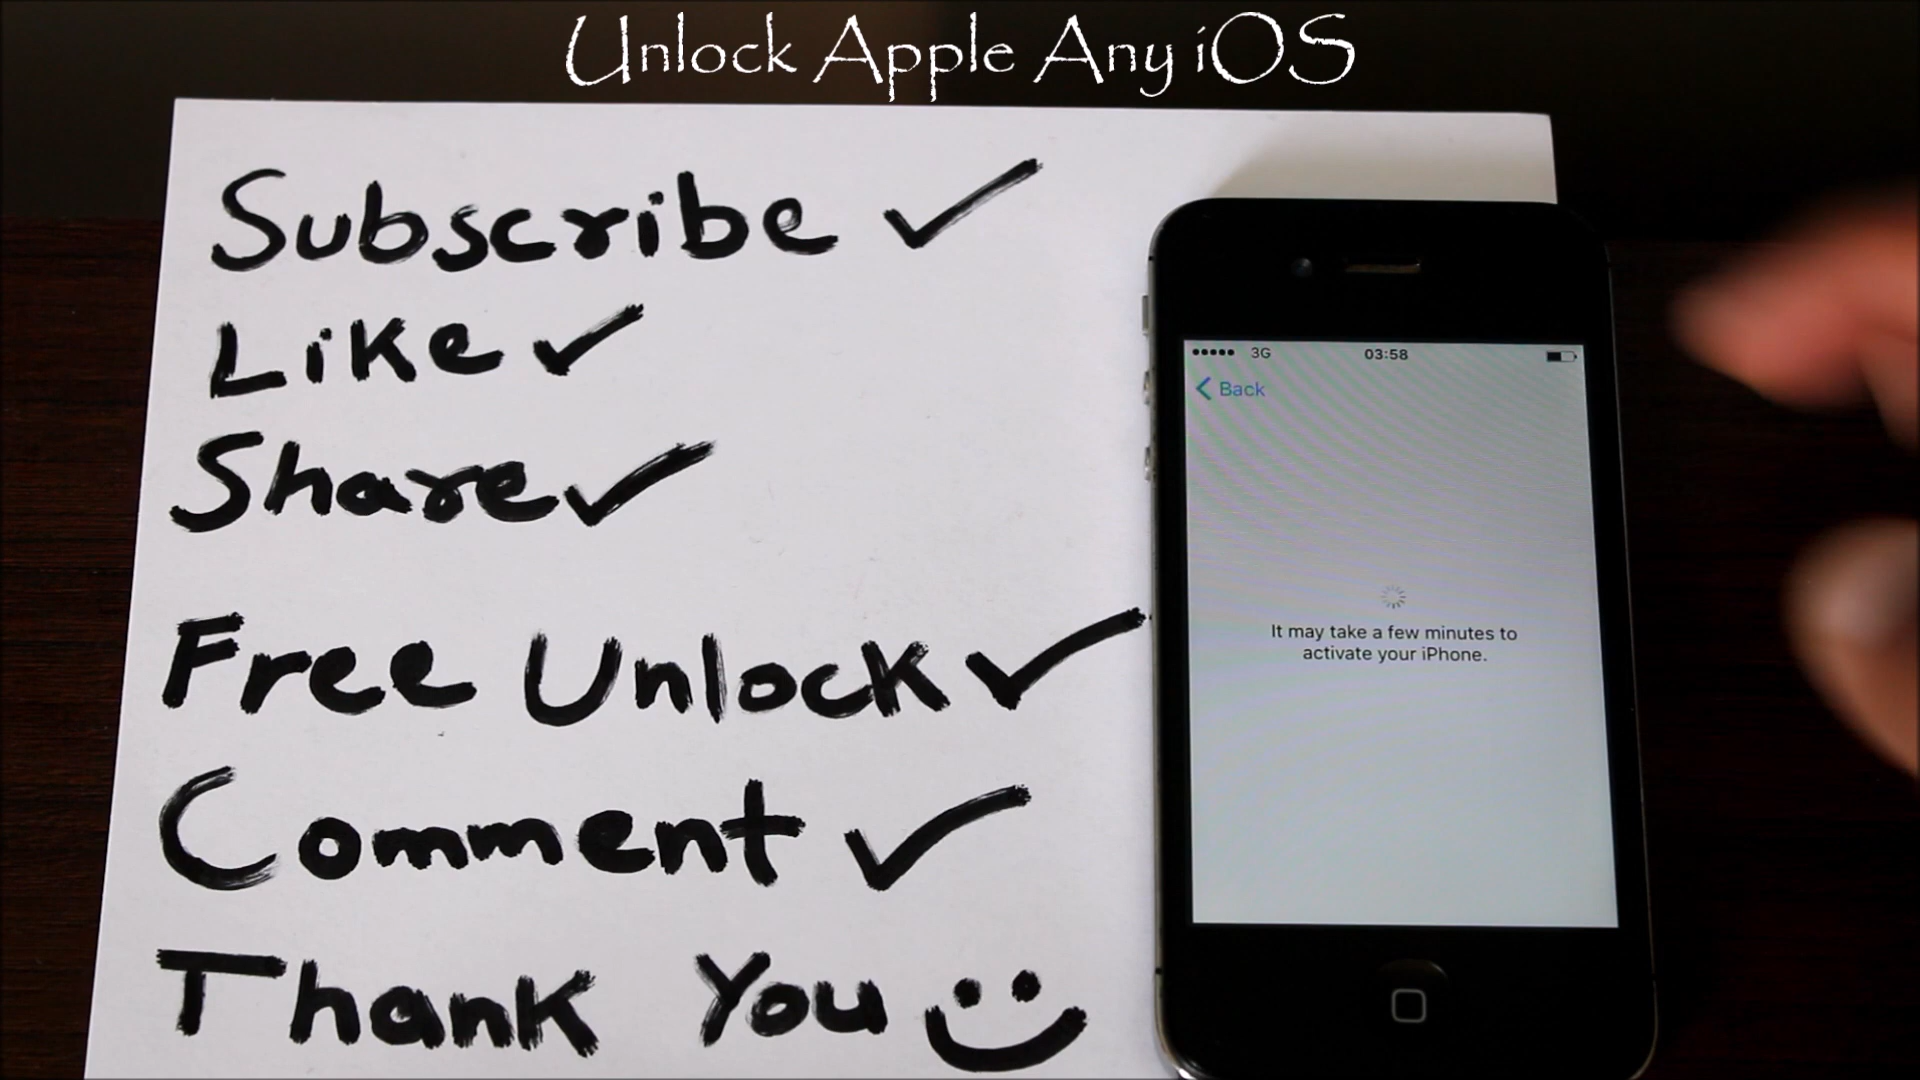 Unlock Apple Any iOS
Subscribe ✓
Like ✓
Share ✓
Free Unlock ✓
Comment ✓
Thank You
3G 03:58
Back
It may take a few minutes to
activate your iPhone.